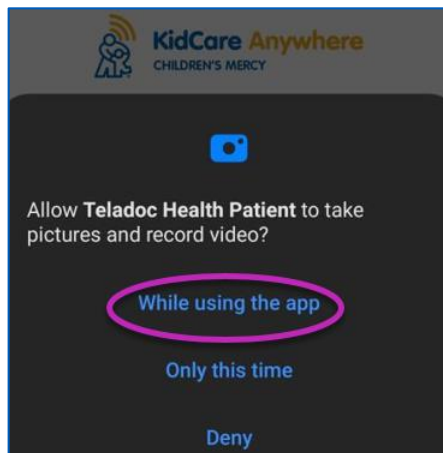 KidCare Anywhere
CHILDREN'S MERCY
Allow Teladoc Health Patient to take
pictures and record video?
While using the app
Only this time
Deny